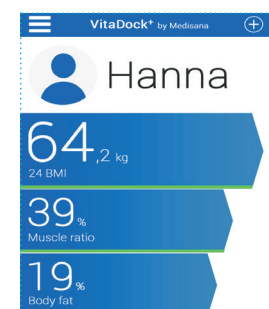 VitaDock+ by Medisana
Hanna
64,2 kg
24 BMI
39%
Muscle ratio
19%
Body fat